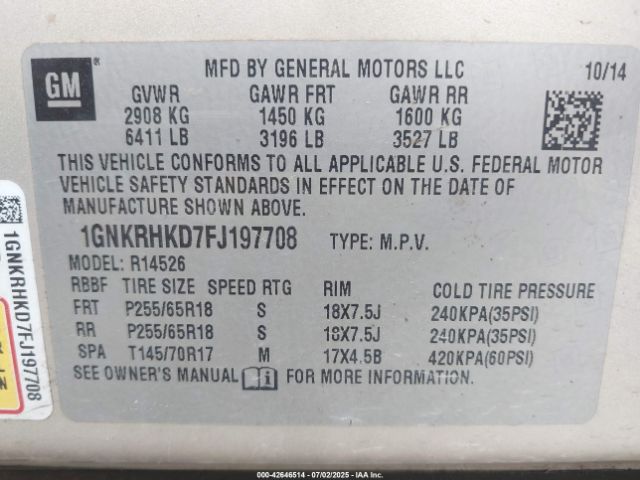 GM®
MFD BY GENERAL MOTORS LLC 10/14
GVWR GAWR FRT GAWR RR
2908 KG 1450 KG 1600 KG
6411 LB 3196 LB 3527 LB
THIS VEHICLE CONFORMS TO ALL APPLICABLE U.S. FEDERAL MOTOR
VEHICLE SAFETY STANDARDS IN EFFECT ON THE DATE OF
MANUFACTURE SHOWN ABOVE.
1GNKRHKD7FJ197708 TYPE: M.P.V.
MODEL: R14526
RBBF TIRE SIZE SPEED RTG RIM COLD TIRE PRESSURE
FRT P255/65R18 S 18X7.5J 240KPA(35PSI)
RR P255/65R18 S 18X7.5J 240KPA(35PSI)
SPA T145/70R17 M 17X4.5B 420KPA(60PSI)
SEE OWNER'S MANUAL i FOR MORE INFORMATION.
1GNKRHKD7FJ197708
000-42646514 - 07/02/2025 - IAA Inc.